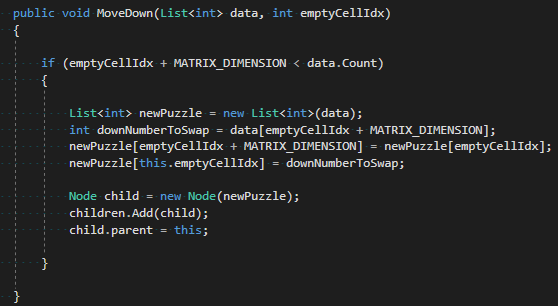 public void MoveDown(List<int> data, int emptyCellIdx)
{
if (emptyCellIdx + MATRIX_DIMENSION < data.Count)
{
List<int> newPuzzle = new List<int>(data);
int downNumberToSwap = data[emptyCellIdx + MATRIX_DIMENSION];
newPuzzle[emptyCellIdx + MATRIX_DIMENSION] = newPuzzle[emptyCellIdx];
newPuzzle[this.emptyCellIdx] = downNumberToSwap;
Node child = new Node(newPuzzle);
children.Add(child);
child.parent = this;
}
}